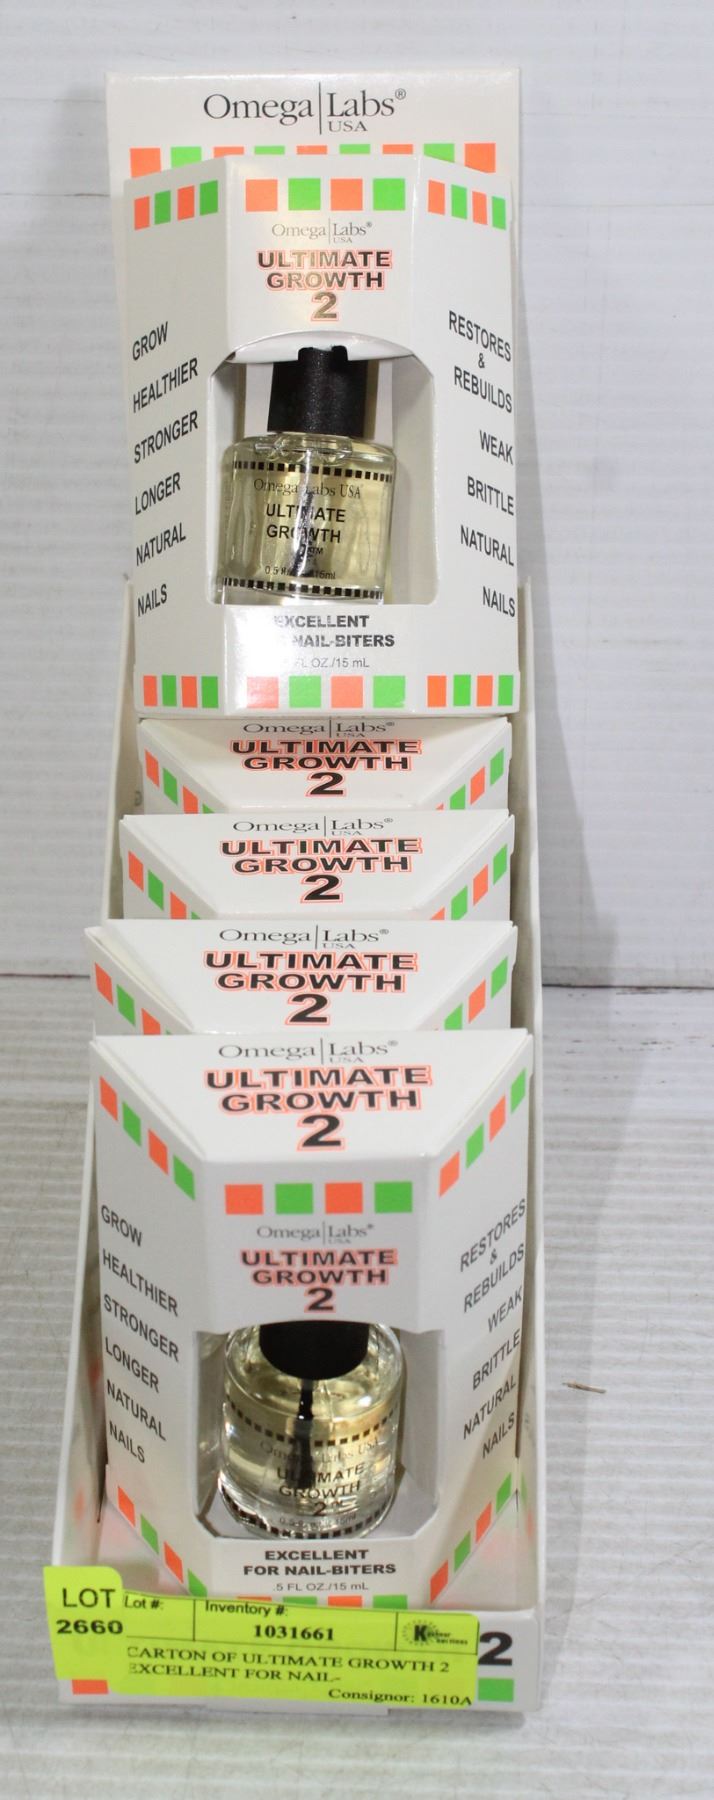 Omega|Labs®
USA
Omega|Labs®
USA
ULTIMATE
GROWTH
2
GROW
HEALTHIER
STRONGER
LONGER
NATURAL
NAILS
RESTORES
&
REBUILDS
WEAK
BRITTLE
NATURAL
NAILS
Omega Labs USA
ULTIMATE
GROWTH
EXCELLENT
NAIL-BITERS
FL OZ./15 mL
Omega|Labs®
USA
ULTIMATE
GROWTH
2
Omega|Labs®
USA
ULTIMATE
GROWTH
2
Omega|Labs®
USA
ULTIMATE
GROWTH
2
Omega|Labs®
USA
ULTIMATE
GROWTH
2
Omega|Labs®
USA
ULTIMATE
GROWTH
2
GROW
HEALTHIER
STRONGER
LONGER
NATURAL
NAILS
RESTORES
&
REBUILDS
WEAK
BRITTLE
NATURAL
NAILS
Omega Labs USA
ULTIMATE
GROWTH
2
EXCELLENT
FOR NAIL-BITERS
.5 FL OZ./15 mL
LOT
2660
Lot #:
Inventory #:
1031661
CARTON OF ULTIMATE GROWTH 2
EXCELLENT FOR NAIL-
Consignor: 1610A
2